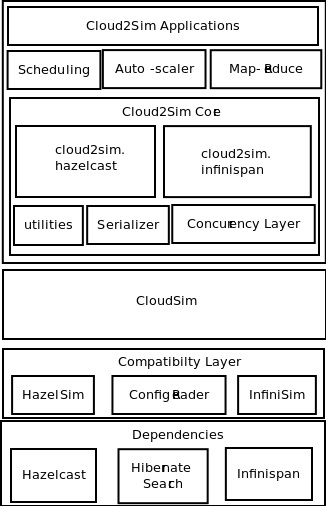 Cloud2Sim Applications
Scheduling
Auto -scaler
Map-Reduce
Cloud2Sim Core
cloud2sim.
hazelcast
cloud2sim.
infinispan
utilities
Serializer
Concurrency Layer
CloudSim
Compatibilty Layer
HazelSim
ConfigReader
InfiniSim
Dependencies
Hazelcast
Hibernate
Search
Infinispan